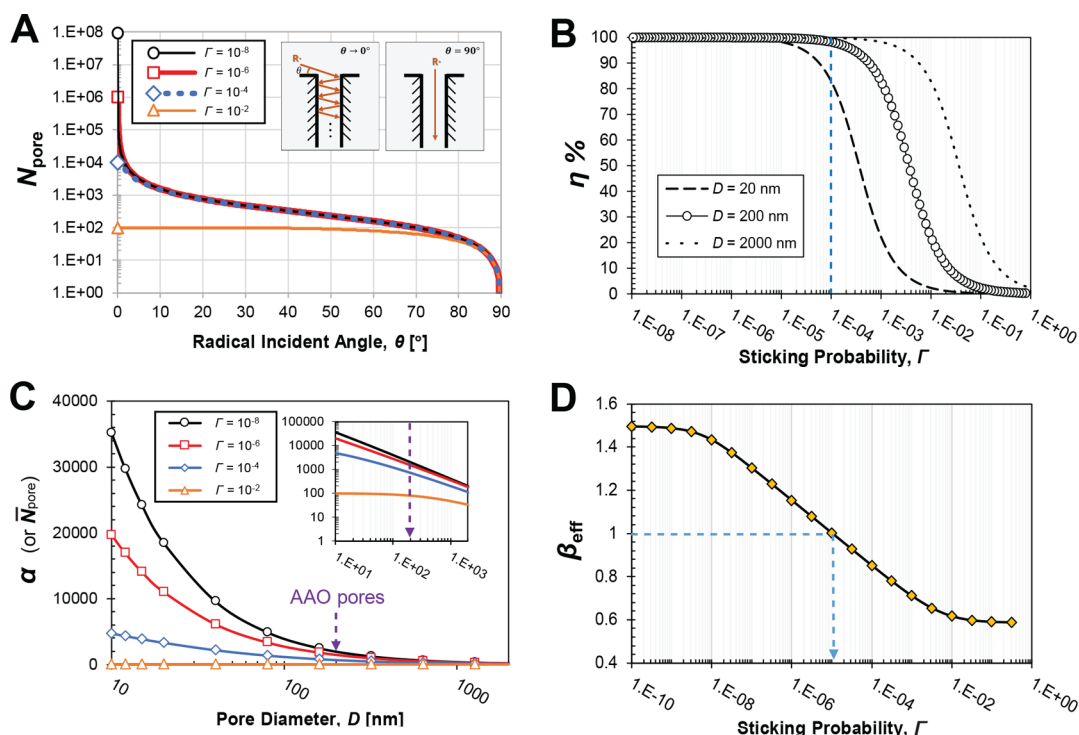 A
N pore
1.E+08
1.E+07
1.E+06
1.E+05
1.E+04
1.E+03
1.E+02
1.E+01
1.E+00
Γ = 10⁻⁸
Γ = 10⁻⁶
Γ = 10⁻⁴
Γ = 10⁻²
θ → 0°
R·
θ
θ = 90°
R·
0 10 20 30 40 50 60 70 80 90
Radical Incident Angle, θ [°]
B
η %
100
90
80
70
60
50
40
30
20
10
0
D = 20 nm
D = 200 nm
D = 2000 nm
1.E-08 1.E-07 1.E-06 1.E-05 1.E-04 1.E-03 1.E-02 1.E-01 1.E+00
Sticking Probability, Γ
C
α (or N̅pore)
40000
30000
20000
10000
0
Γ = 10⁻⁸
Γ = 10⁻⁶
Γ = 10⁻⁴
Γ = 10⁻²
100000
10000
1000
100
10
1
1.E+01 1.E+02 1.E+03
AAO pores
10 100 1000
Pore Diameter, D [nm]
D
βeff
1.6
1.4
1.2
1
0.8
0.6
0.4
1.E-10 1.E-08 1.E-06 1.E-04 1.E-02 1.E+00
Sticking Probability, Γ